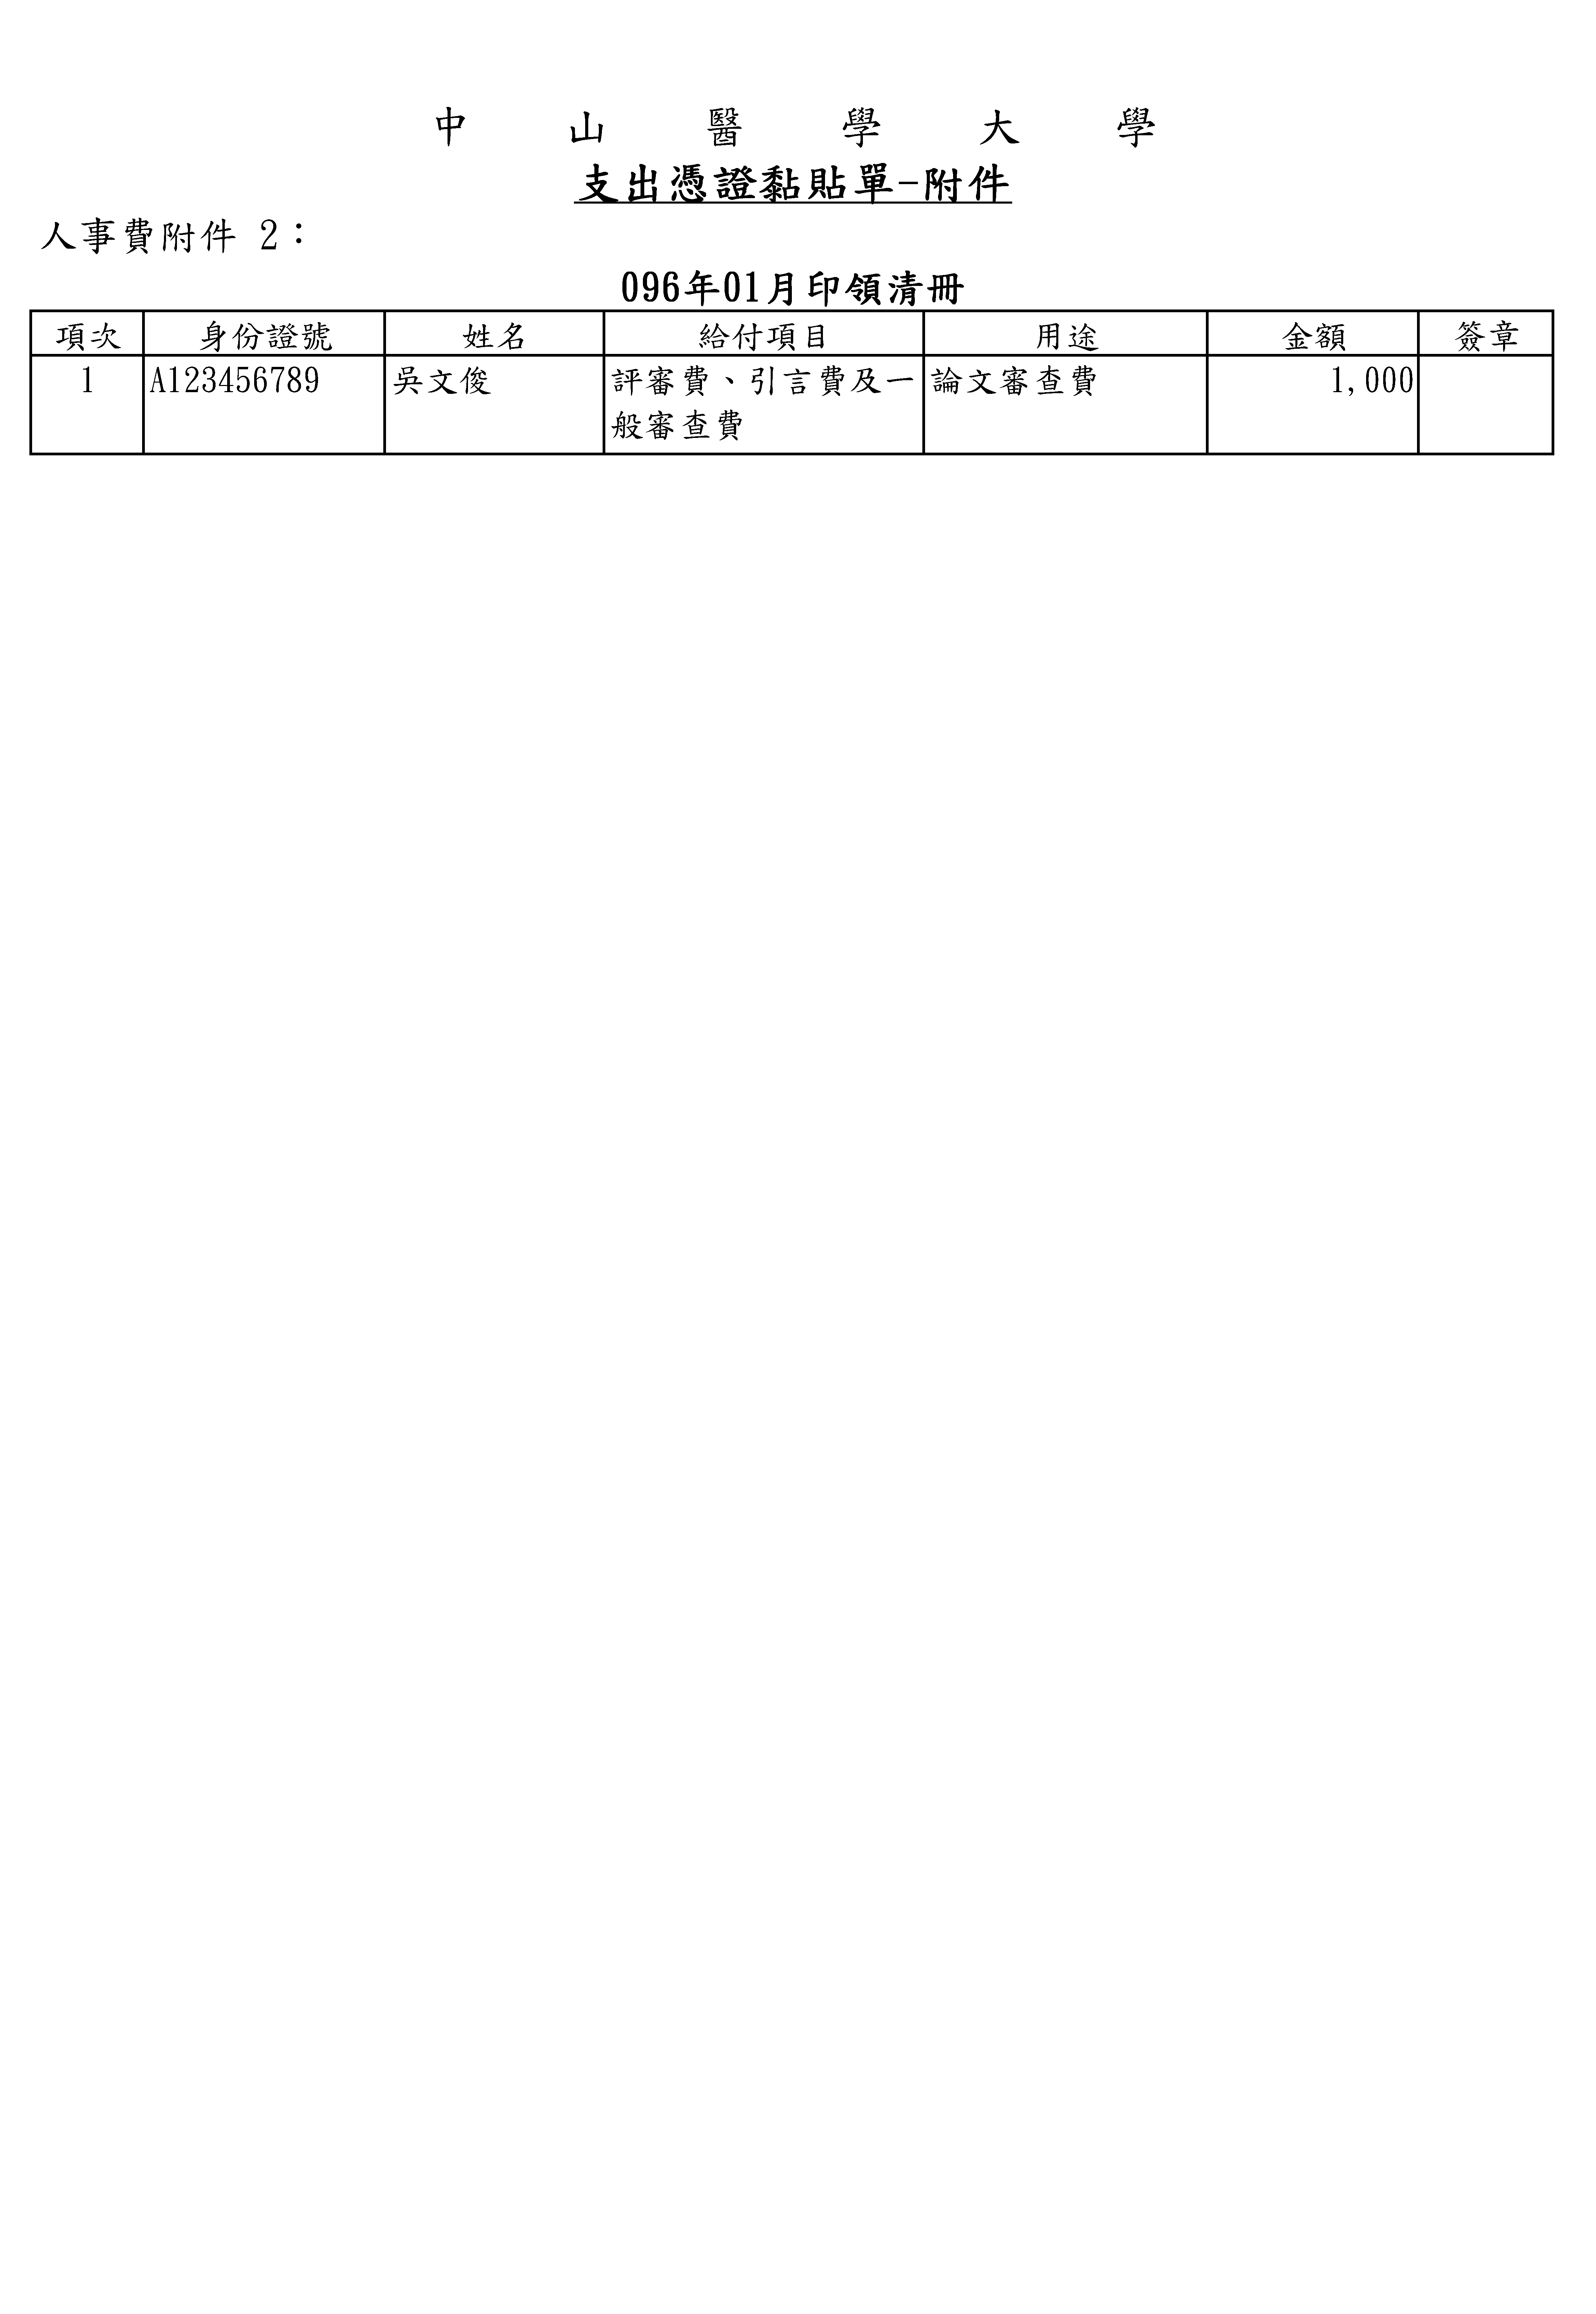 中山醫學大學
支出憑證黏貼單-附件
人事費附件 2：
096年01月印領清冊
項次 身份證號 姓名 給付項目 用途 金額 簽章
1 A123456789 吳文俊 評審費、引言費及一 論文審查費 1,000
般審查費